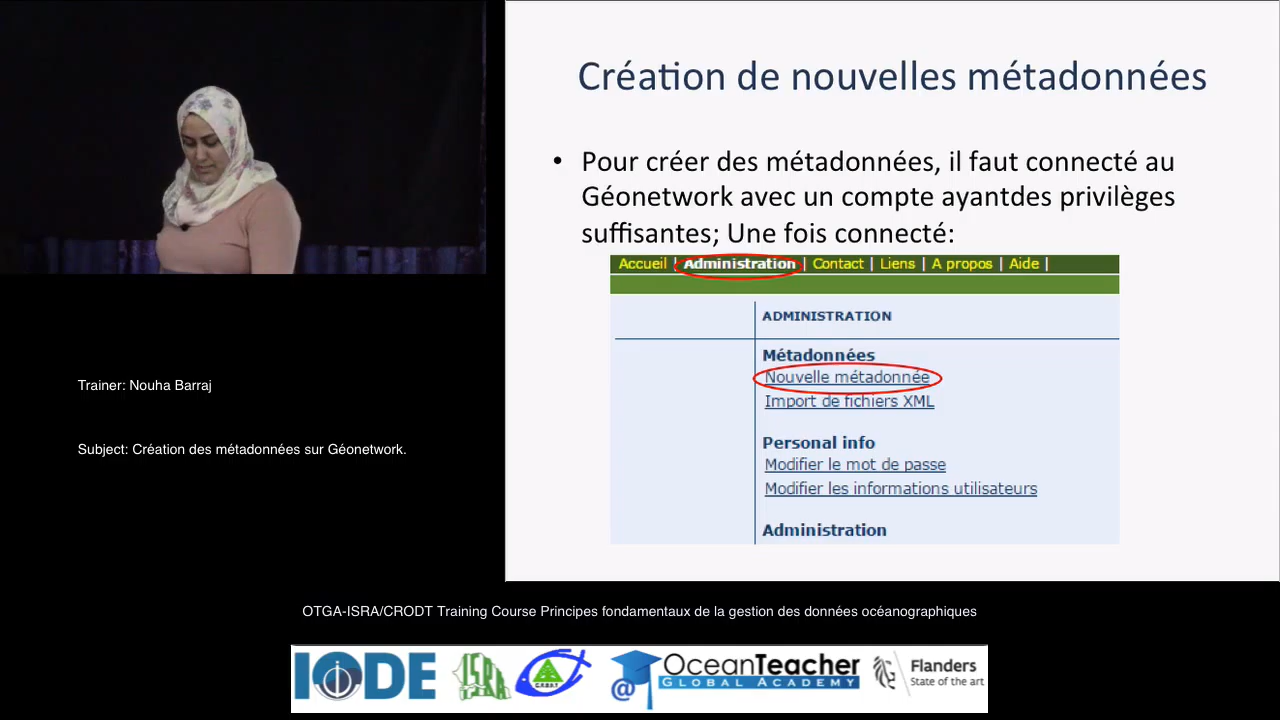 Création de nouvelles métadonnées
• Pour créer des métadonnées, il faut connecté au
Géonetwork avec un compte ayantdes privilèges
suffisantes; Une fois connecté:
Accueil | Administration | Contact | Liens | A propos | Aide |
ADMINISTRATION
Métadonnées
Nouvelle métadonnée
Import de fichiers XML
Personal info
Modifier le mot de passe
Modifier les informations utilisateurs
Administration
Trainer: Nouha Barraj
Subject: Création des métadonnées sur Géonetwork.
OTGA-ISRA/CRODT Training Course Principes fondamentaux de la gestion des données océanographiques
IODE
ISRA
@
OceanTeacher
GLOBAL ACADEMY
Flanders
State of the art